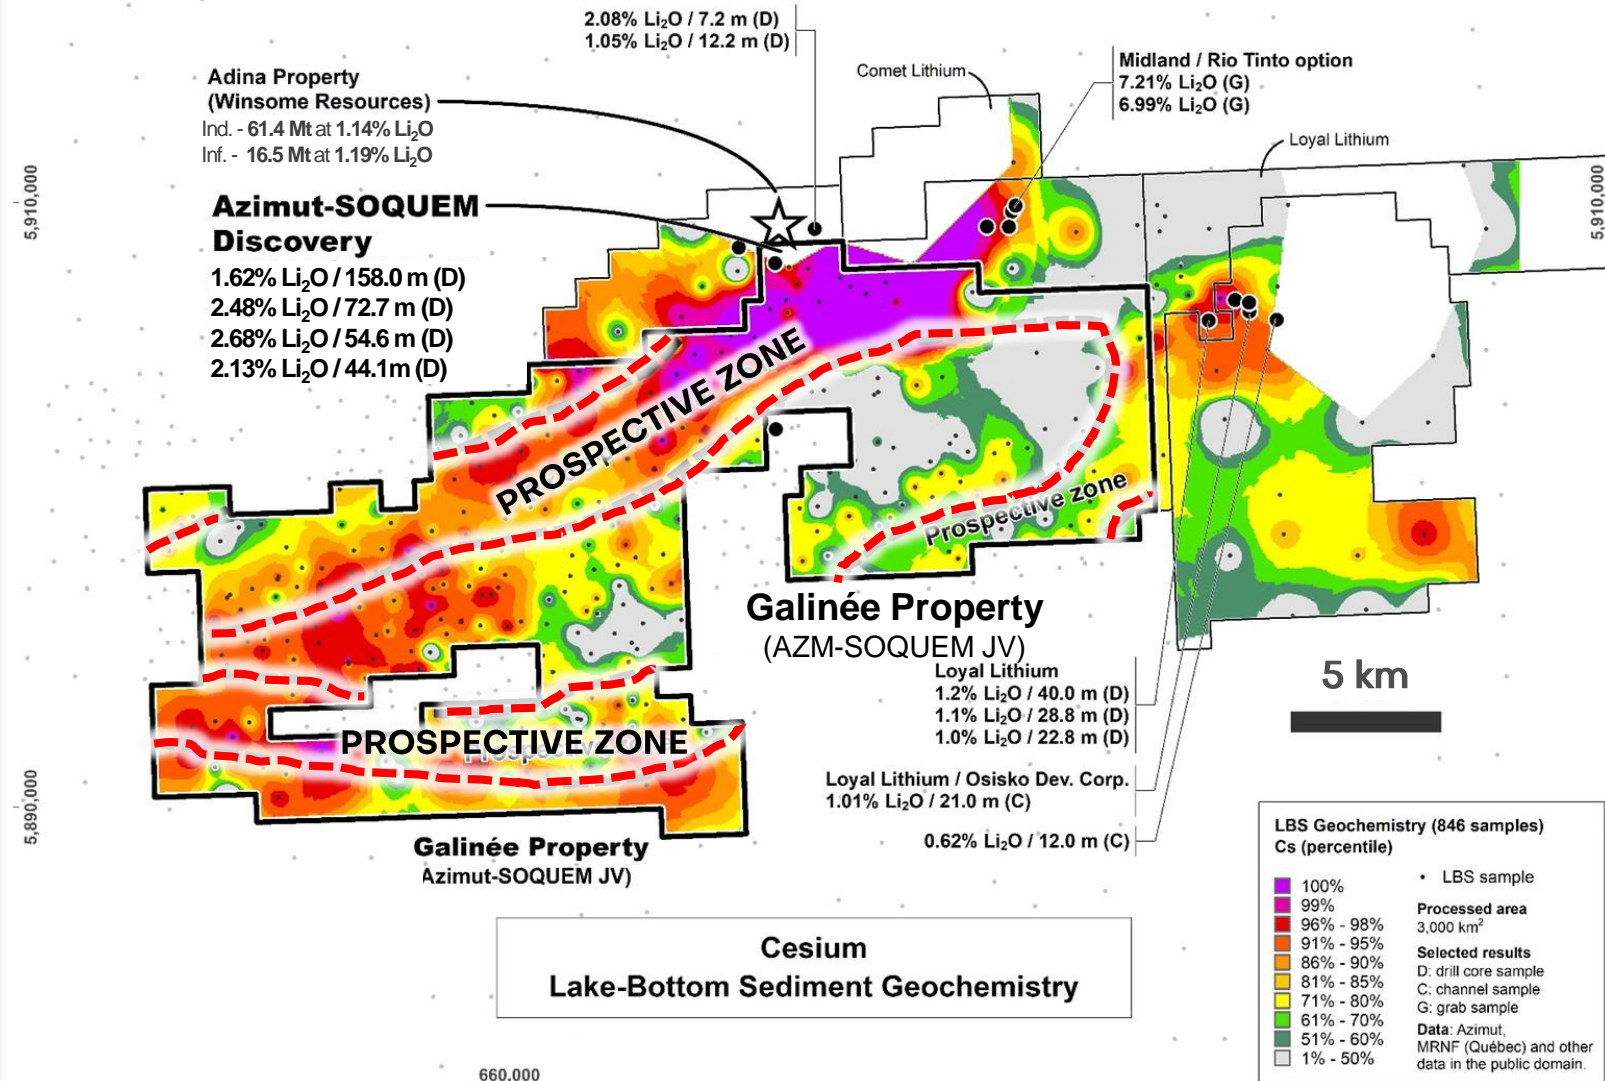 2.08% Li₂O / 7.2 m (D)
1.05% Li₂O / 12.2 m (D)
Adina Property
(Winsome Resources)
Ind. - 61.4 Mt at 1.14% Li₂O
Inf. - 16.5 Mt at 1.19% Li₂O
Comet Lithium
Midland / Rio Tinto option
7.21% Li₂O (G)
6.99% Li₂O (G)
Loyal Lithium
5,910,000
5,910,000
Azimut-SOQUEM
Discovery
1.62% Li₂O / 158.0 m (D)
2.48% Li₂O / 72.7 m (D)
2.68% Li₂O / 54.6 m (D)
2.13% Li₂O / 44.1m (D)
PROSPECTIVE ZONE
Prospective zone
Galinée Property
(AZM-SOQUEM JV)
Loyal Lithium
1.2% Li₂O / 40.0 m (D)
1.1% Li₂O / 28.8 m (D)
1.0% Li₂O / 22.8 m (D)
5 km
PROSPECTIVE ZONE
Loyal Lithium / Osisko Dev. Corp.
1.01% Li₂O / 21.0 m (C)
0.62% Li₂O / 12.0 m (C)
5,890,000
Galinée Property
Azimut-SOQUEM JV)
Cesium
Lake-Bottom Sediment Geochemistry
660,000
LBS Geochemistry (846 samples)
Cs (percentile)
100%
99%
96% - 98%
91% - 95%
86% - 90%
81% - 85%
71% - 80%
61% - 70%
51% - 60%
1% - 50%
LBS sample
Processed area
3,000 km²
Selected results
D: drill core sample
C: channel sample
G: grab sample
Data: Azimut,
MRNF (Québec) and other
data in the public domain.